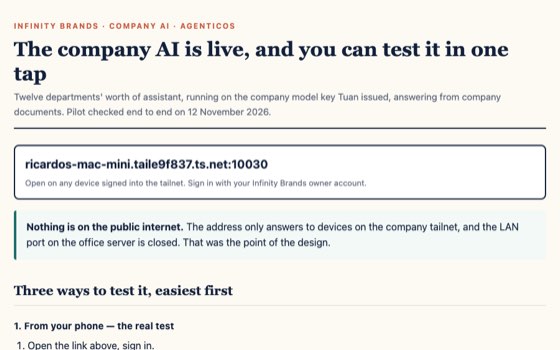 INFINITY BRANDS · COMPANY AI · AGENTICOS
The company AI is live, and you can test it in one
tap
Twelve departments' worth of assistant, running on the company model key Tuan issued, answering from company
documents. Pilot checked end to end on 12 November 2026.
ricardos-mac-mini.taile9f837.ts.net:10030
Open on any device signed into the tailnet. Sign in with your Infinity Brands owner account.
Nothing is on the public internet. The address only answers to devices on the company tailnet, and the LAN
port on the office server is closed. That was the point of the design.
Three ways to test it, easiest first
1. From your phone — the real test
1. Open the link above, sign in.